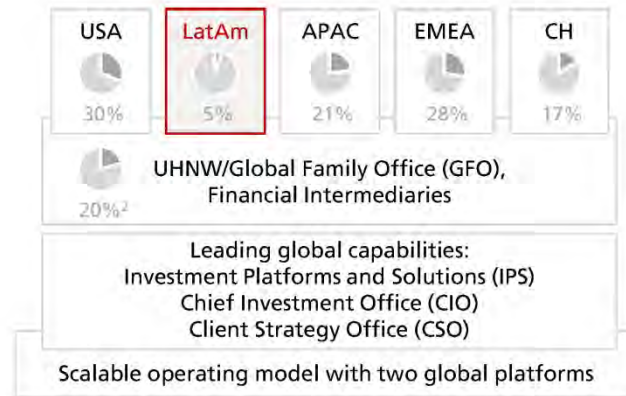 USA LatAm APAC EMEA CH
30% 5% 21% 28% 17%
UHNW/Global Family Office (GFO),
Financial Intermediaries
20%²
Leading global capabilities:
Investment Platforms and Solutions (IPS)
Chief Investment Office (CIO)
Client Strategy Office (CSO)
Scalable operating model with two global platforms